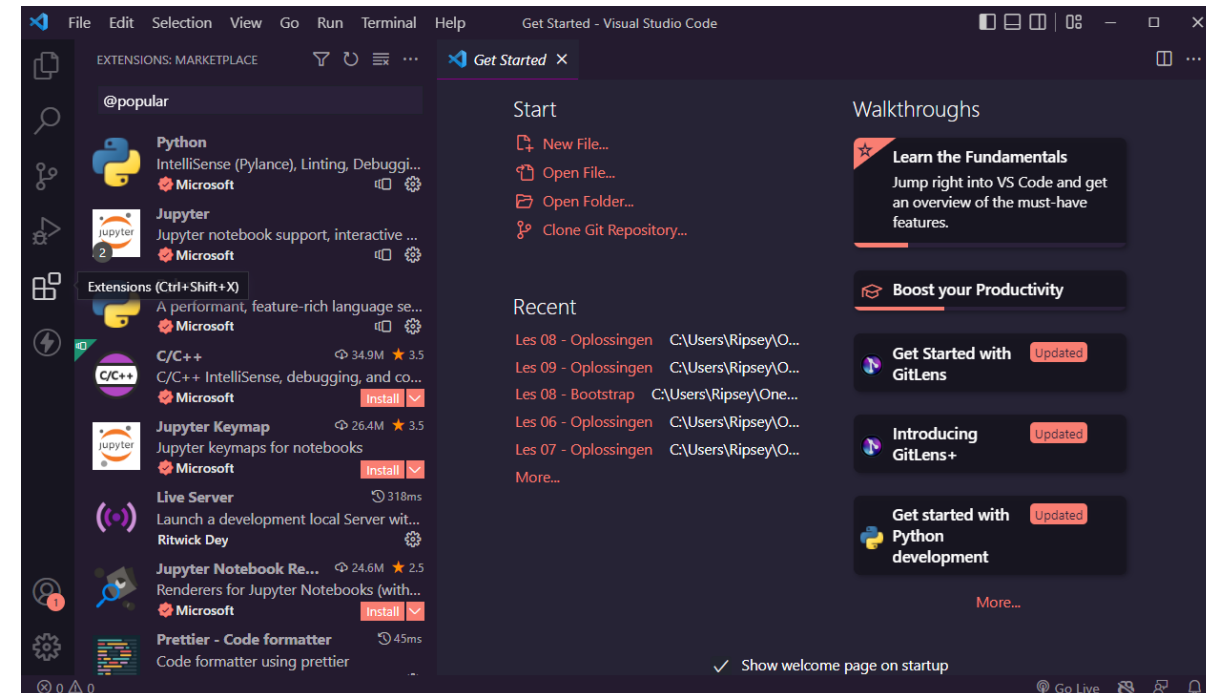 File Edit Selection View Go Run Terminal Help
Get Started - Visual Studio Code
EXTENSIONS: MARKETPLACE
@popular
Python
IntelliSense (Pylance), Linting, Debuggi...
Microsoft
Jupyter
Jupyter notebook support, interactive ...
Microsoft
jupyter
2
Extensions (Ctrl+Shift+X)
A performant, feature-rich language se...
Microsoft
C/C++ 34.9M 3.5
C/C++ IntelliSense, debugging, and co...
Microsoft Install
C/C++
Jupyter Keymap 26.4M 3.5
Jupyter keymaps for notebooks
Microsoft Install
jupyter
Live Server 318ms
Launch a development local Server wit...
Ritwick Dey
Jupyter Notebook Re... 24.6M 2.5
Renderers for Jupyter Notebooks (with...
Microsoft Install
Prettier - Code formatter 45ms
Code formatter using prettier
1
Get Started
Start
New File...
Open File...
Open Folder...
Clone Git Repository...
Recent
Les 08 - Oplossingen C:\Users\Ripsey\O...
Les 09 - Oplossingen C:\Users\Ripsey\O...
Les 08 - Bootstrap C:\Users\Ripsey\One...
Les 06 - Oplossingen C:\Users\Ripsey\O...
Les 07 - Oplossingen C:\Users\Ripsey\O...
More...
Walkthroughs
Learn the Fundamentals
Jump right into VS Code and get
an overview of the must-have
features.
Boost your Productivity
Get Started with Updated
GitLens
Introducing Updated
GitLens+
Get started with Updated
Python
development
More...
Show welcome page on startup
0 0
Go Live